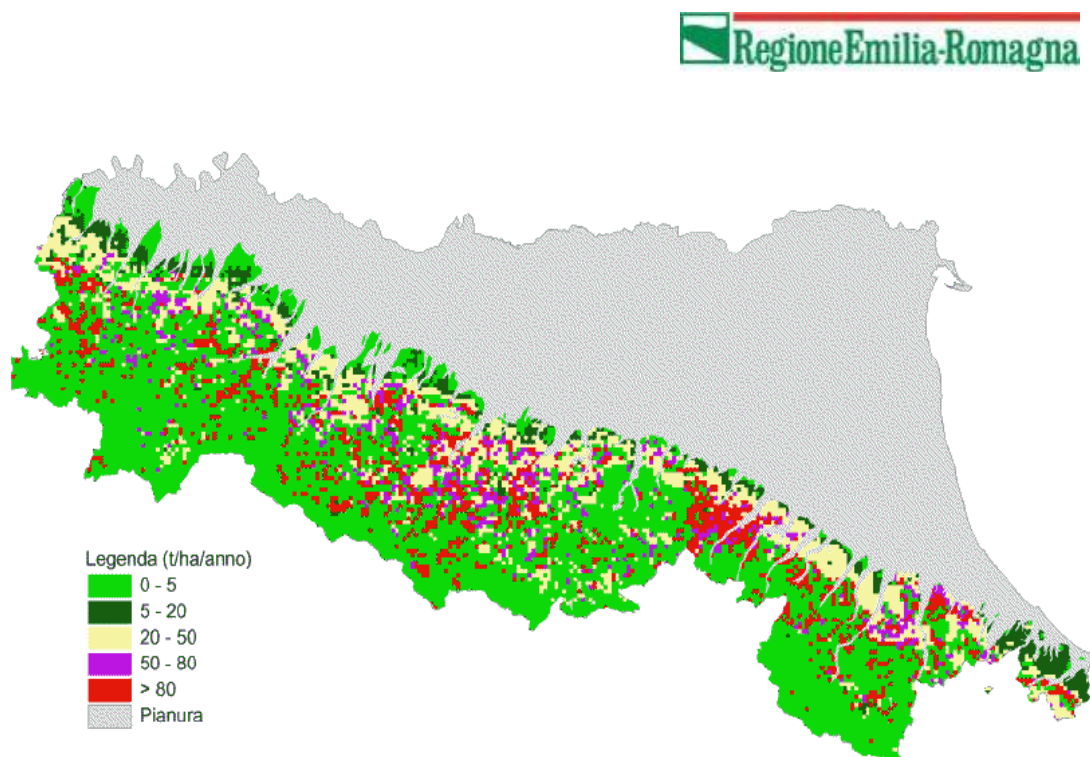 RegioneEmilia-Romagna
Legenda (t/ha/anno)
0 - 5
5 - 20
20 - 50
50 - 80
> 80
Pianura